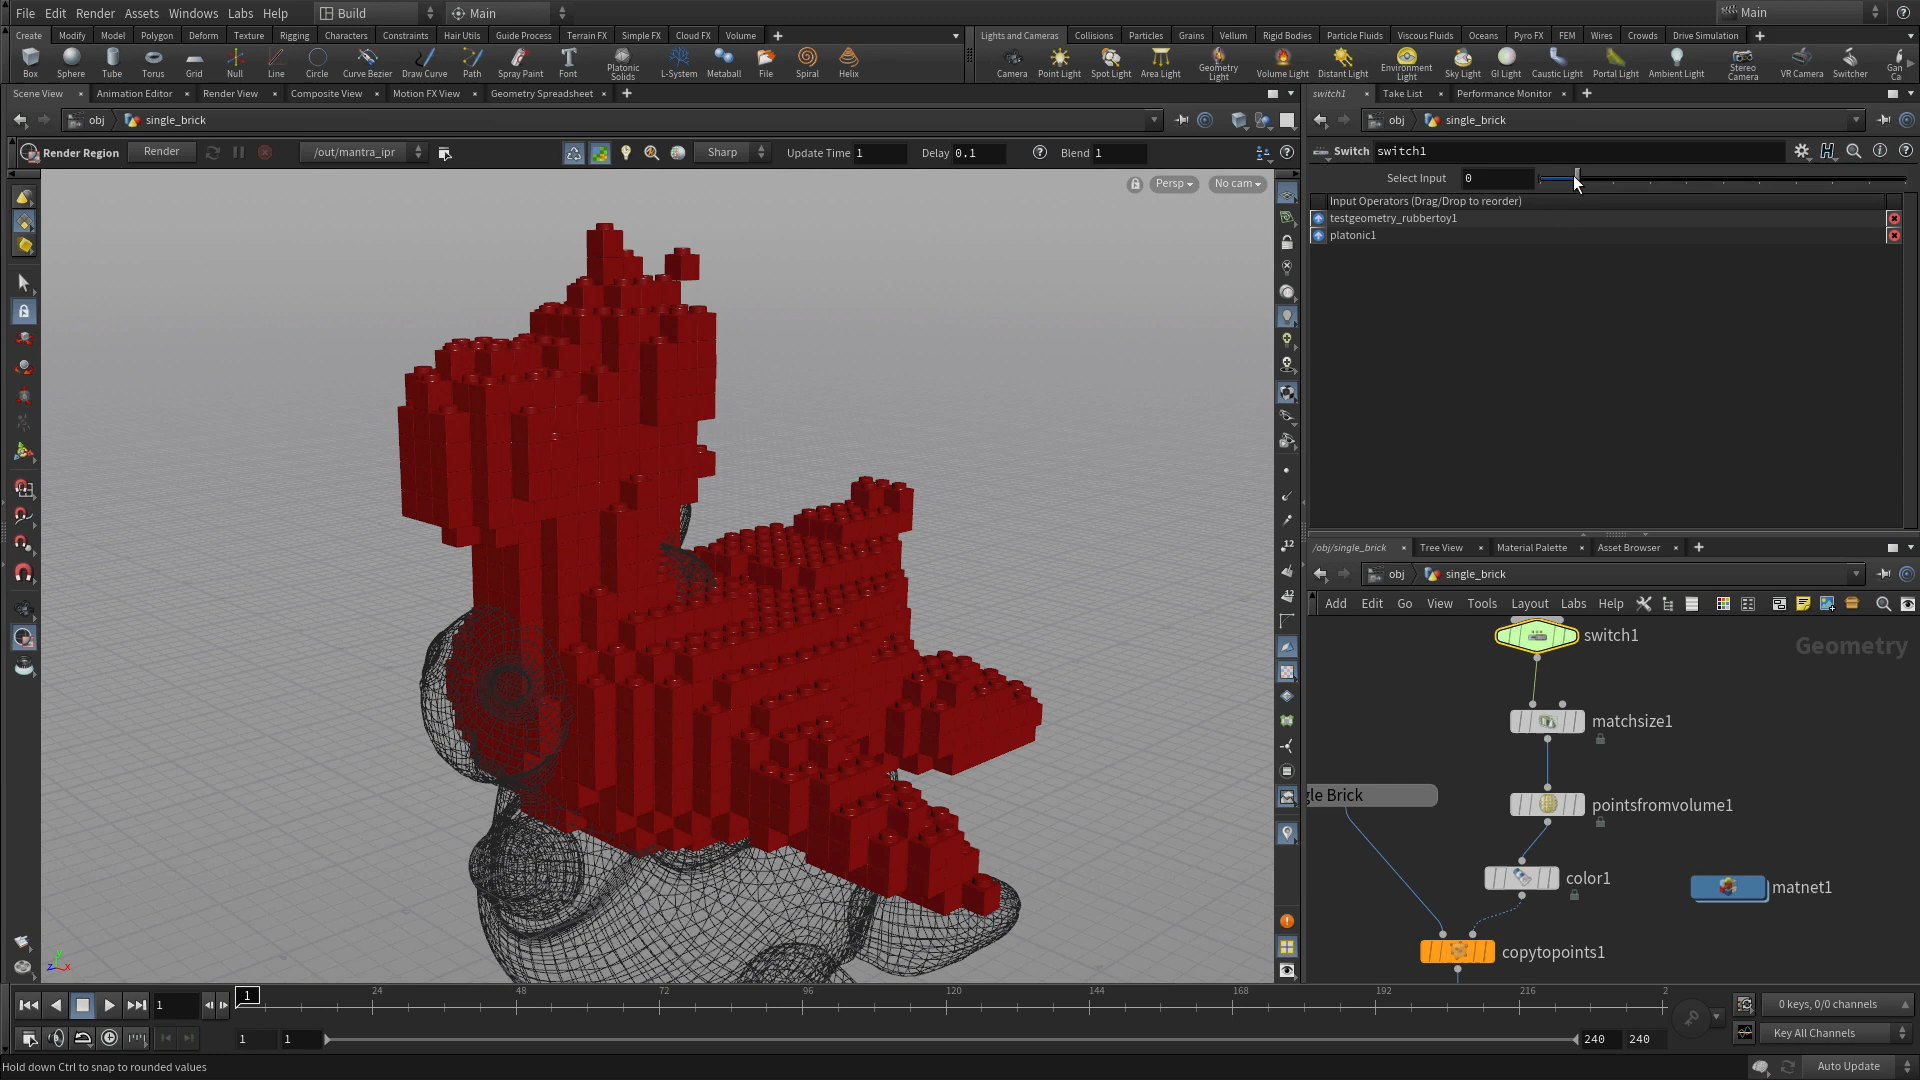 File Edit Render Assets Windows Labs Help Build Main Main
Create Modify Model Polygon Deform Texture Rigging Characters Constraints Hair Utils Guide Process Terrain FX Simple FX Cloud FX Volume
Lights and Cameras Collisions Particles Grains Vellum Rigid Bodies Particle Fluids Viscous Fluids Oceans Pyro FX FEM Wires Crowds Drive Simulation
Box Sphere Tube Torus Grid Null Line Circle Curve Bezier Draw Curve Path Spray Paint Font Platonic Solids L-System Metaball File Spiral Helix
Camera Point Light Spot Light Area Light Geometry Light Volume Light Distant Light Environment Light Sky Light GI Light Caustic Light Portal Light Ambient Light Stereo Camera VR Camera Switcher Gan Ca
Scene View Animation Editor Render View Composite View Motion FX View Geometry Spreadsheet
switch1 Take List Performance Monitor
obj single_brick
obj single_brick
Render Region Render /out/mantra_ipr Sharp Update Time 1 Delay 0.1 Blend 1
Switch switch1
Persp No cam
Select Input 0
Input Operators (Drag/Drop to reorder)
testgeometry_rubbertoy1
platonic1
/obj/single_brick Tree View Material Palette Asset Browser
obj single_brick
Add Edit Go View Tools Layout Labs Help
switch1
Geometry
matchsize1
gle Brick
pointsfromvolume1
color1
matnet1
copytopoints1
12
12
z x y
1 1 24 48 72 96 120 144 168 192 216 2
0 keys, 0/0 channels
1 1 240 240
Key All Channels
Hold down Ctrl to snap to rounded values
Auto Update